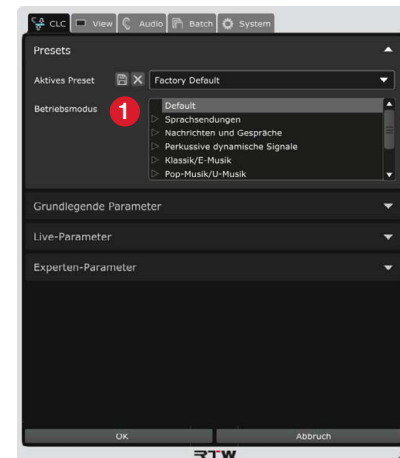 CLC View Audio Batch System
Presets
Aktives Preset Factory Default
Betriebsmodus 1 Default
Sprachsendungen
Nachrichten und Gespräche
Perkussive dynamische Signale
Klassik/E-Musik
Pop-Musik/U-Musik
Grundlegende Parameter
Live-Parameter
Experten-Parameter
OK Abbruch
RTW